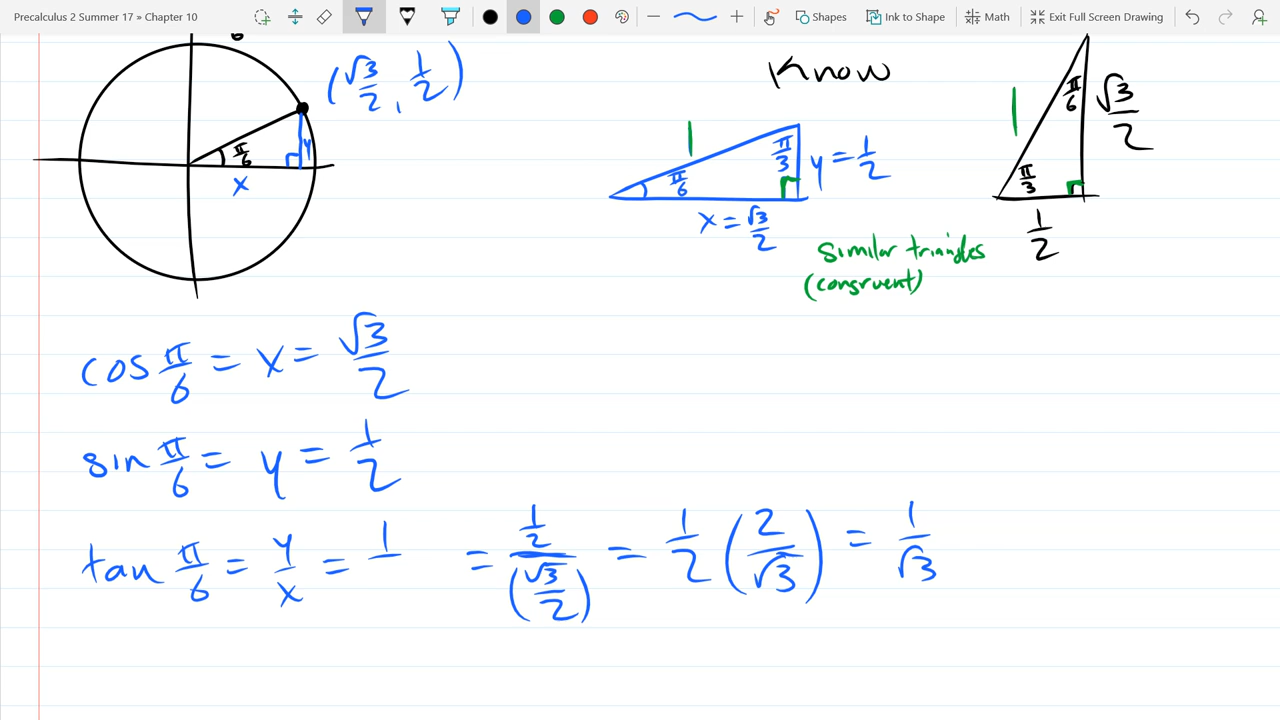 Precalculus 2 Summer 17 » Chapter 10
Shapes
Ink to Shape
Math
Exit Full Screen Drawing
6
(√3/2, 1/2)
π/6
y
x
Know
1
π/6
π/3
y = 1/2
x = √3/2
1
π/6
√3/2
π/3
1/2
Similar triangles
(congruent)
cos π/6 = x = √3/2
sin π/6 = y = 1/2
tan π/6 = y/x = 1/ = (1/2)/(√3/2) = 1/2 (2/√3) = 1/√3